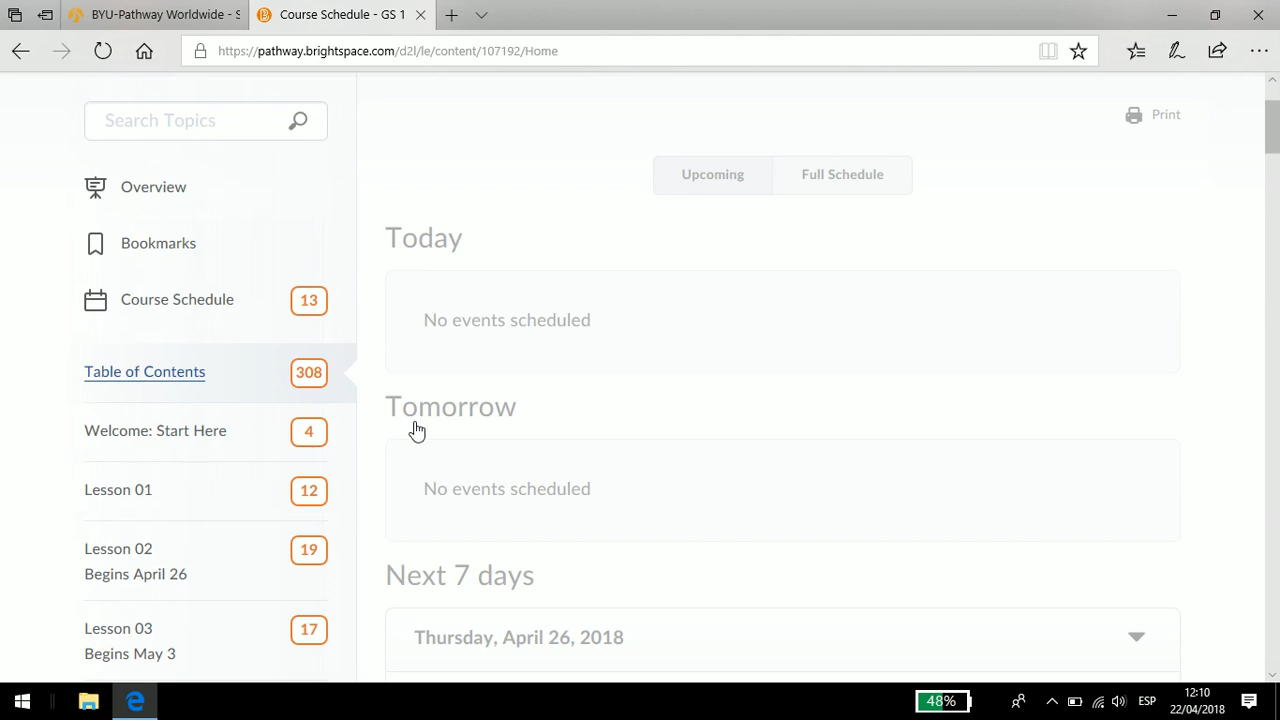 BYU-Pathway Worldwide - S
Course Schedule - GS 1
https://pathway.brightspace.com/d2l/le/content/107192/Home
Search Topics
Print
Overview
Upcoming
Full Schedule
Bookmarks
Today
Course Schedule
13
No events scheduled
Table of Contents
308
Tomorrow
Welcome: Start Here
4
Lesson 01
12
No events scheduled
Lesson 02
Begins April 26
19
Next 7 days
Lesson 03
Begins May 3
17
Thursday, April 26, 2018
48%
ESP
12:10
22/04/2018